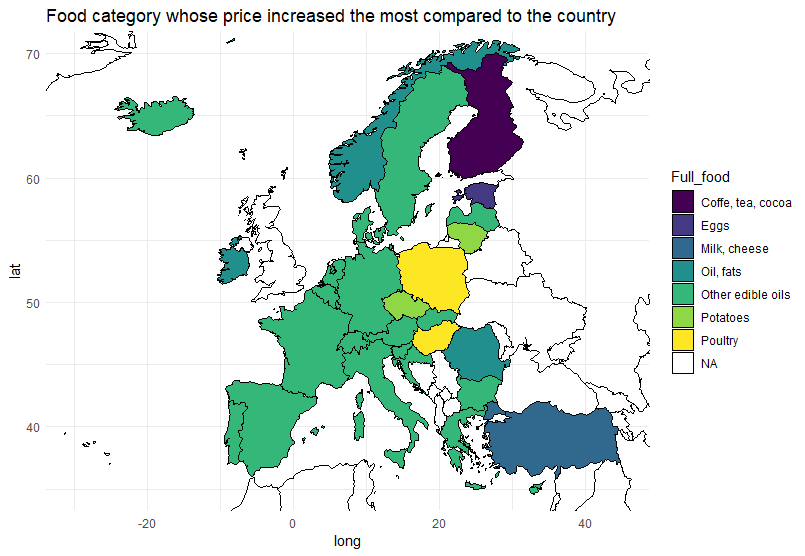 Food category whose price increased the most compared to the country
70
60
50
40
lat
-20
0
20
40
long
Full_food
Coffe, tea, cocoa
Eggs
Milk, cheese
Oil, fats
Other edible oils
Potatoes
Poultry
NA